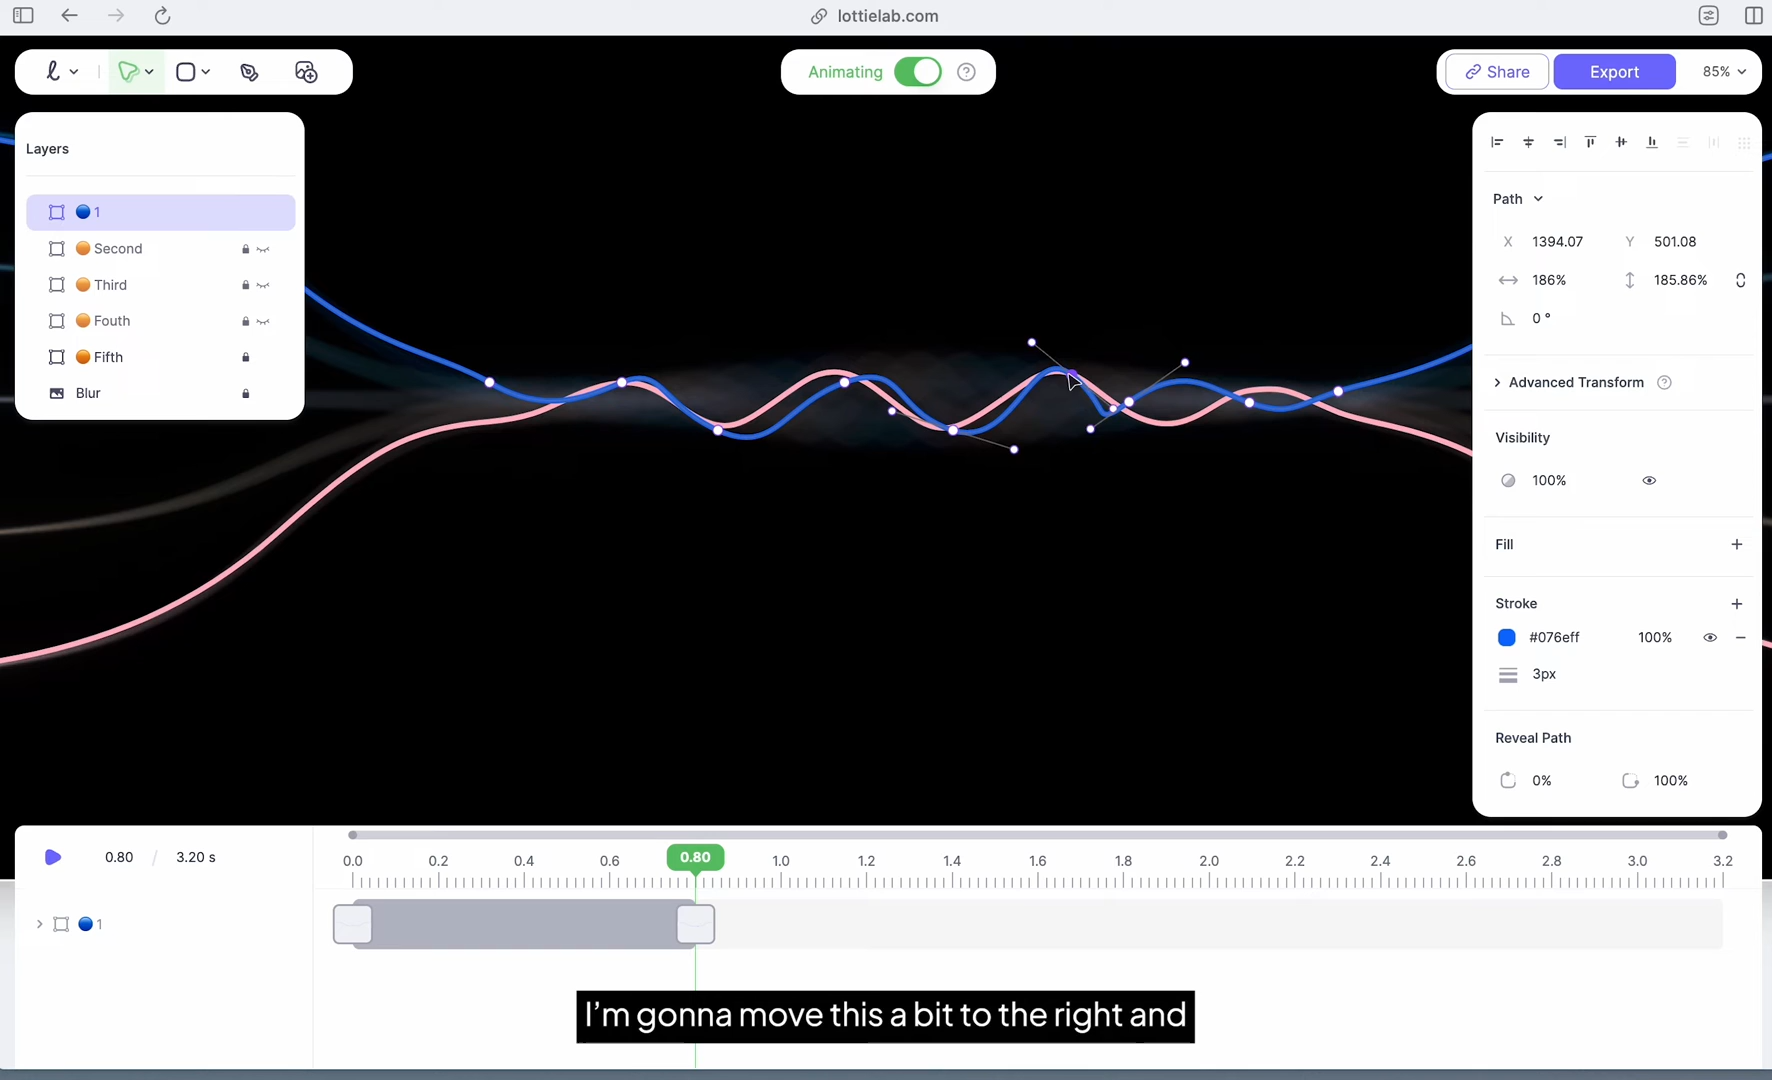 lottielab.com
Animating
?
Share
Export
85%
Layers
1
Second
Third
Fouth
Fifth
Blur
Path
X 1394.07 Y 501.08
186% 185.86%
0 °
Advanced Transform ?
Visibility
100%
Fill
Stroke
#076eff 100%
3px
Reveal Path
0% 100%
0.80 / 3.20 s
0.0 0.2 0.4 0.6 0.80 1.0 1.2 1.4 1.6 1.8 2.0 2.2 2.4 2.6 2.8 3.0 3.2
1
I’m gonna move this a bit to the right and